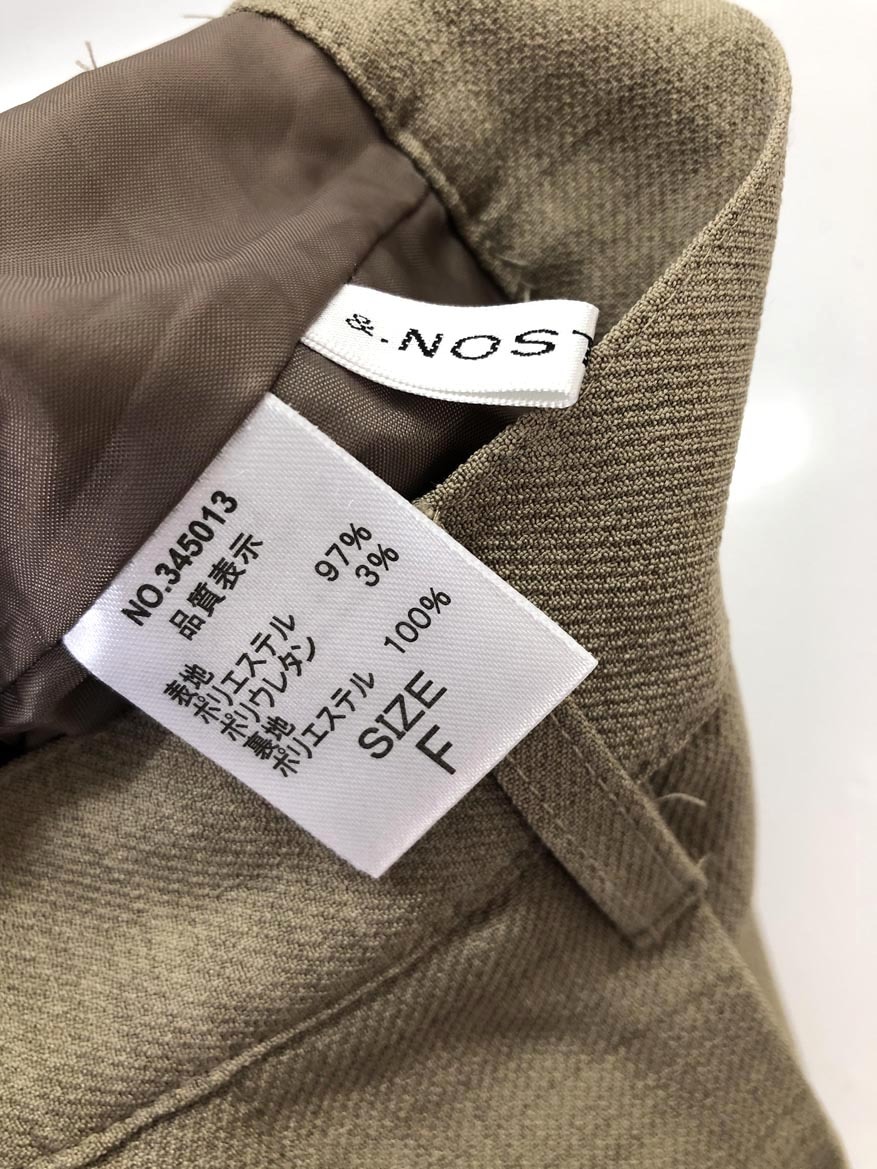 &.NOS
NO.345013
品質表示
表地
ポリエステル 97%
ポリウレタン 3%
裏地
ポリエステル 100%
SIZE
F